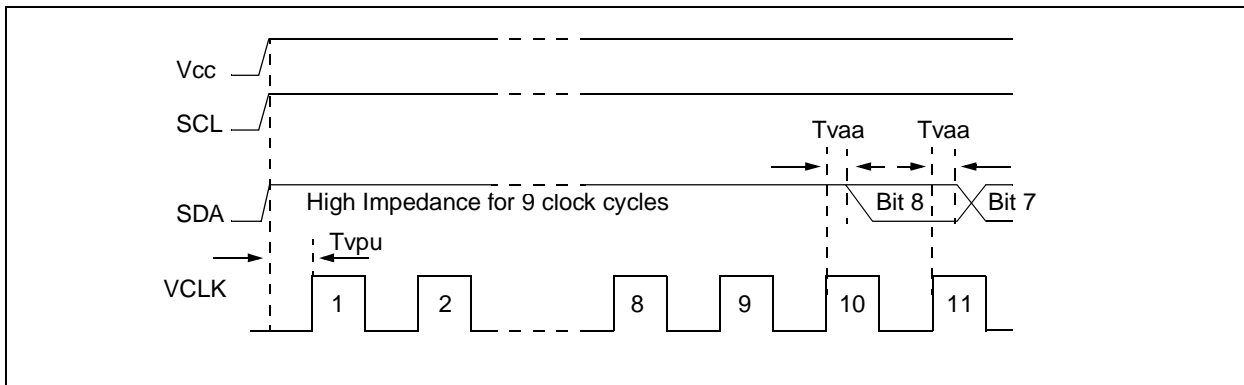 Vcc
SCL
Tvaa Tvaa
SDA
High Impedance for 9 clock cycles
Bit 8
Bit 7
Tvpu
VCLK
1 2 8 9 10 11